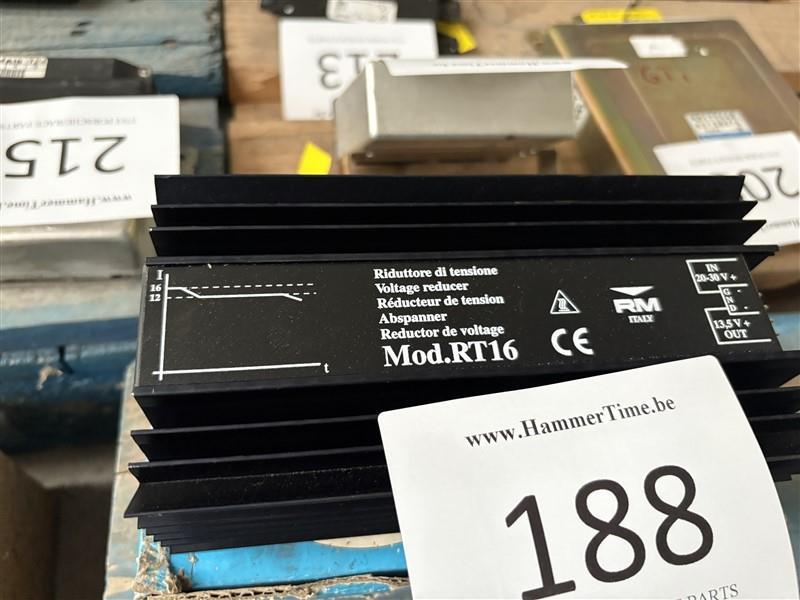 213
215
www.HammerTime.be
I
16
12
t
Riduttore di tensione
Voltage reducer
Réducteur de tension
Abspanner
Reductor de voltage
Mod.RT16
CE
RM
ITALY
IN
20-30 V +
GND
-
-
13,5 V +
OUT
www.HammerTime.be
188
PARTS